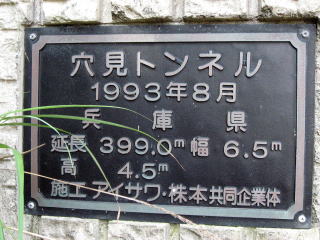 穴見トンネル
1993年8月
兵庫県
延長 399.0m 幅 6.5m
高 4.5m
施工 アイサワ・株本共同企業体